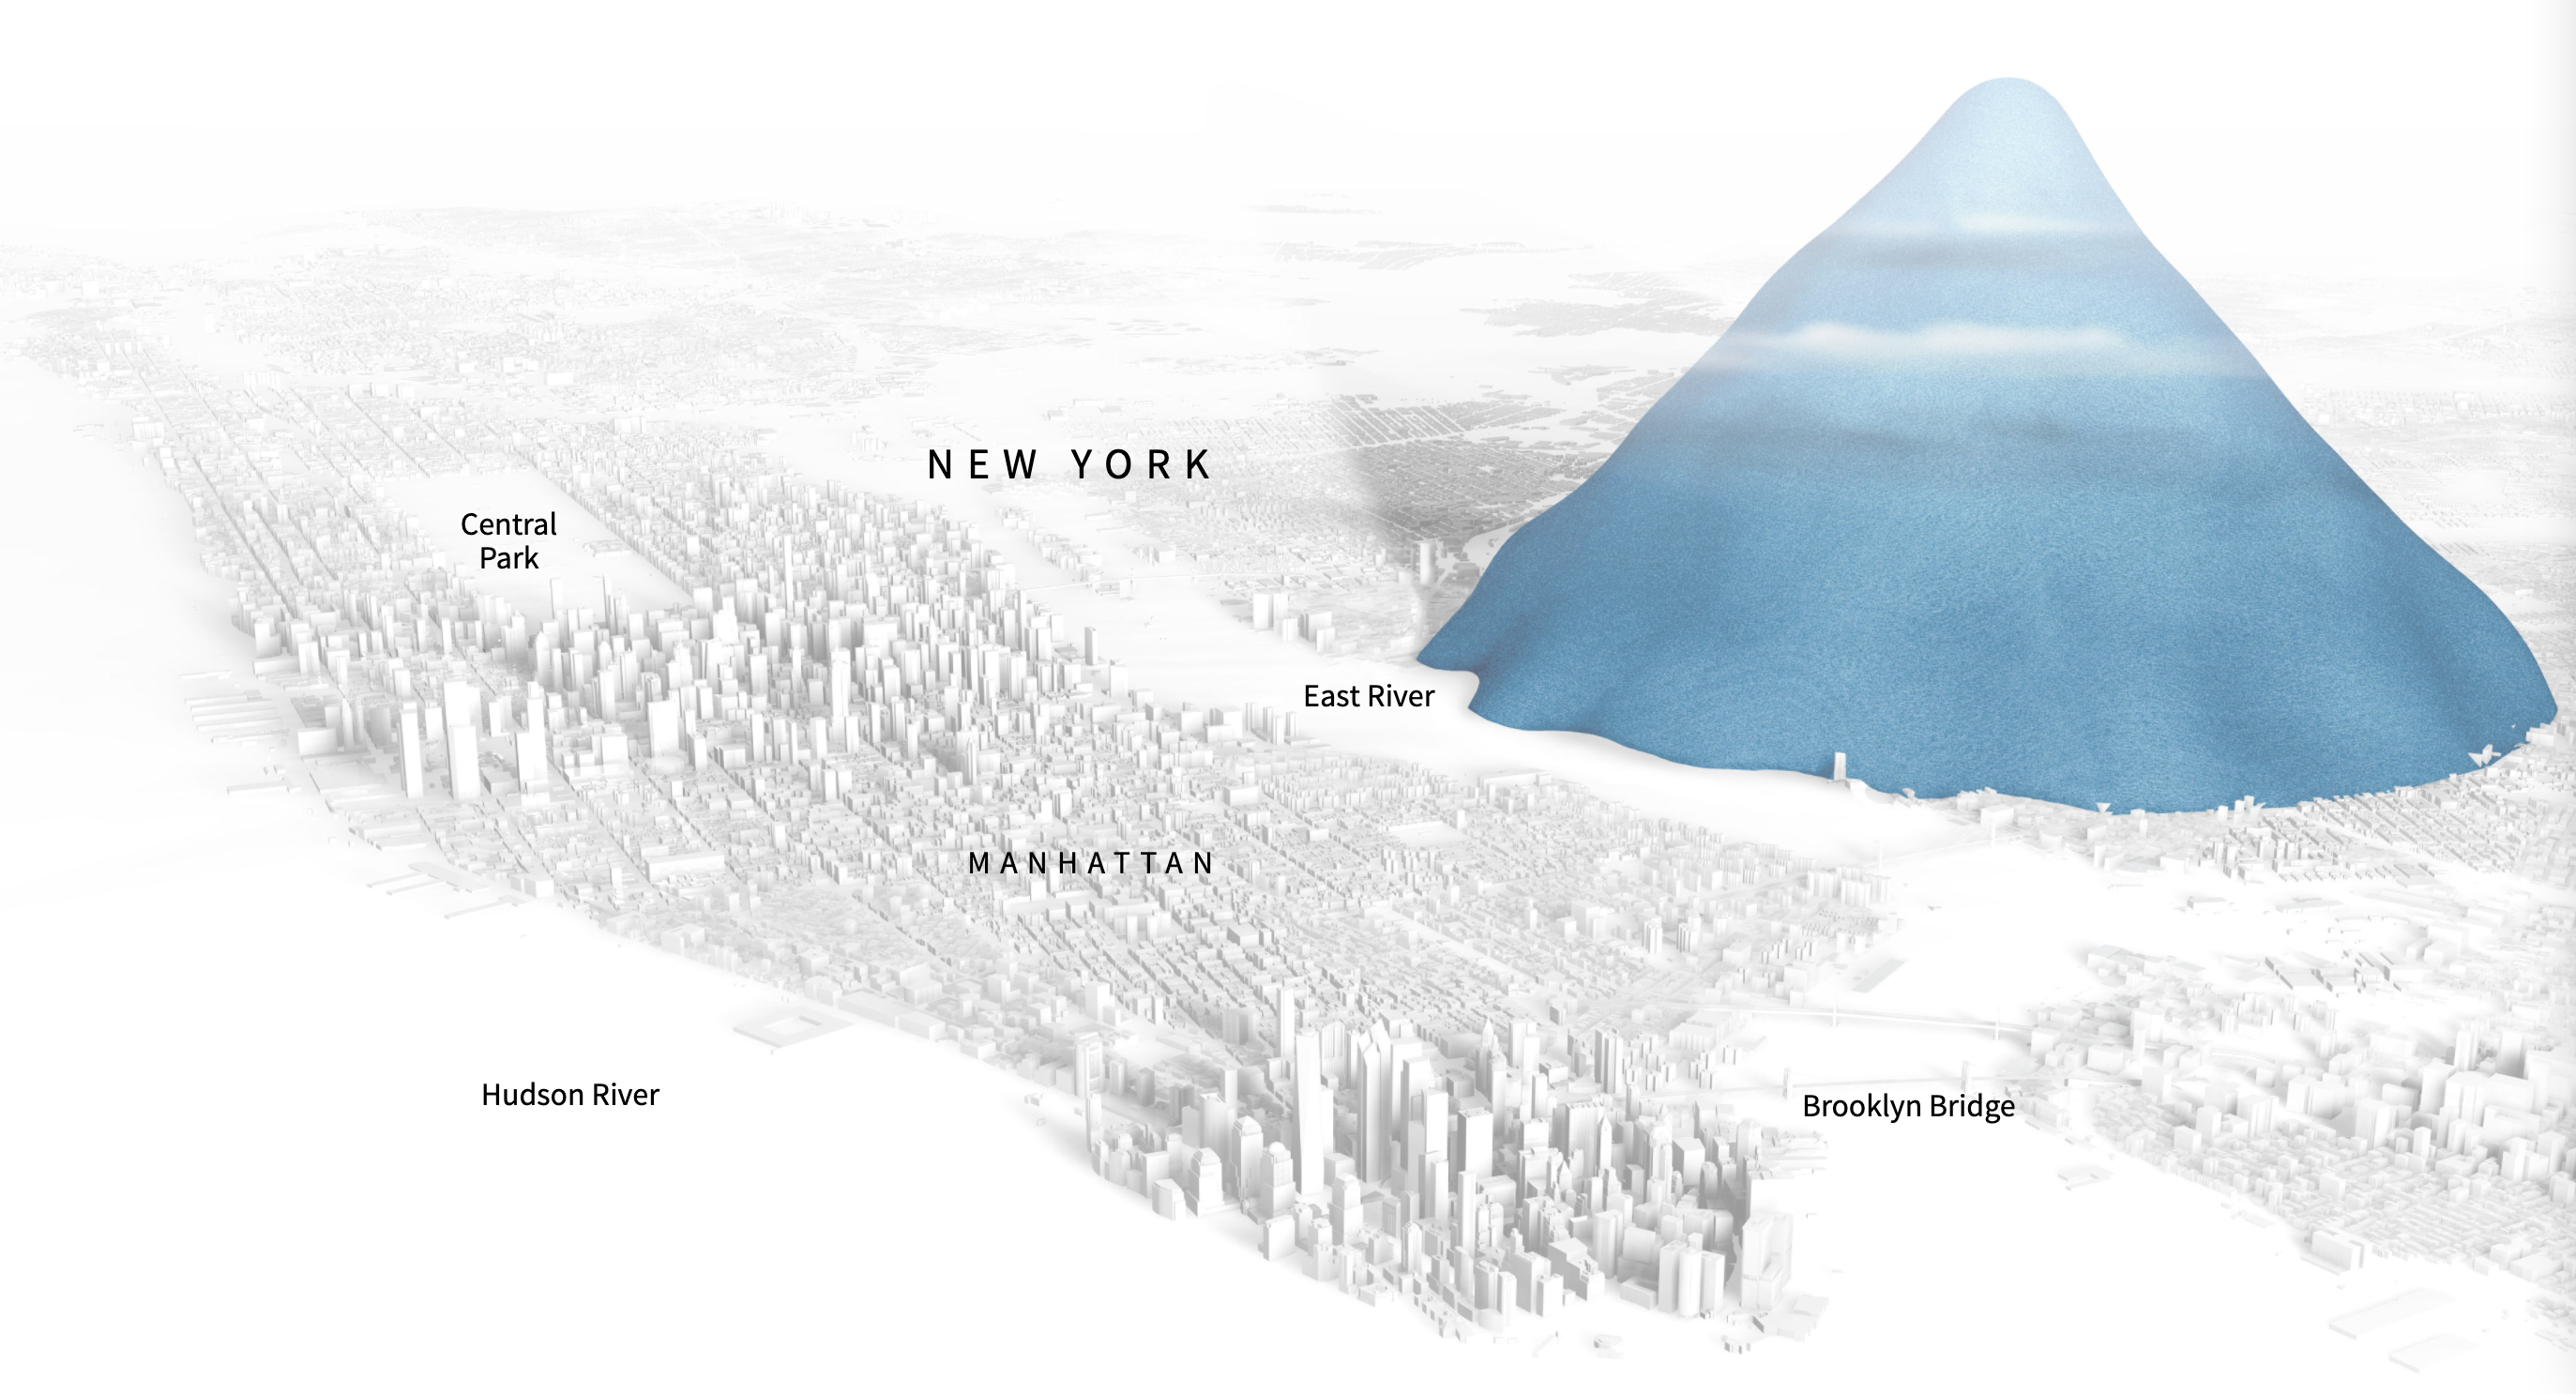 NEW YORK
Central
Park
East River
MANHATTAN
Hudson River
Brooklyn Bridge